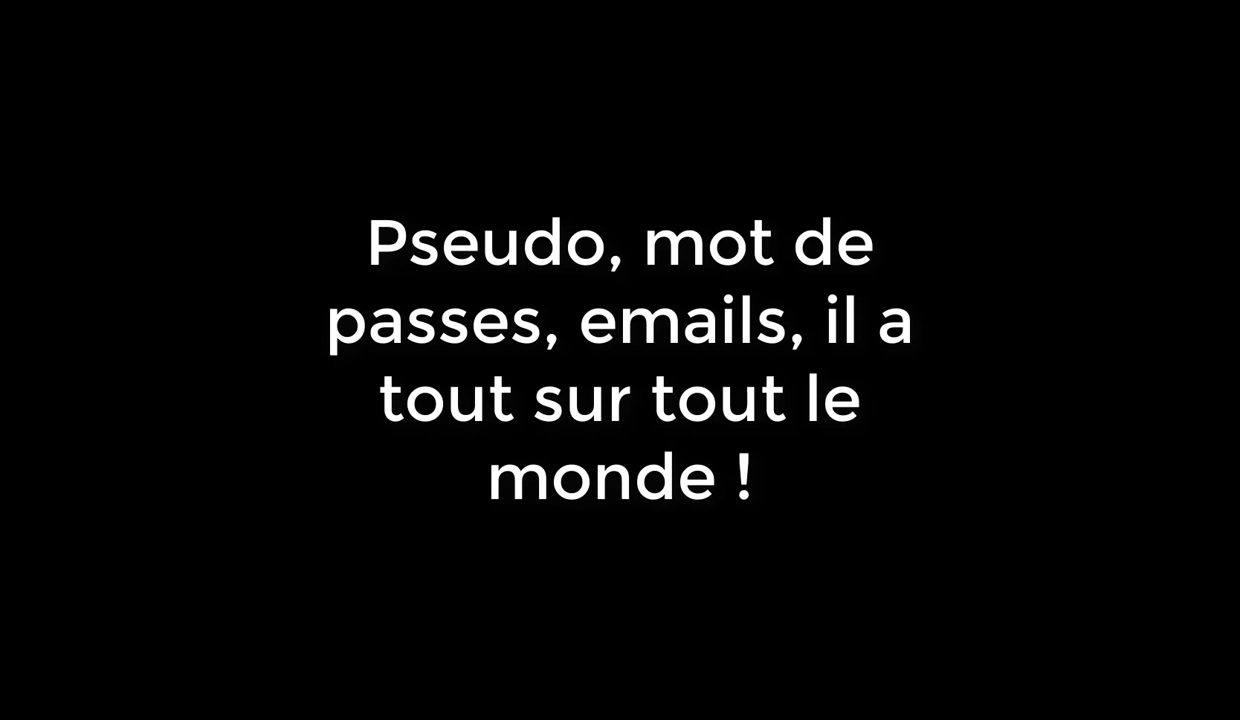 Pseudo, mot de
passes, emails, il a
tout sur tout le
monde !